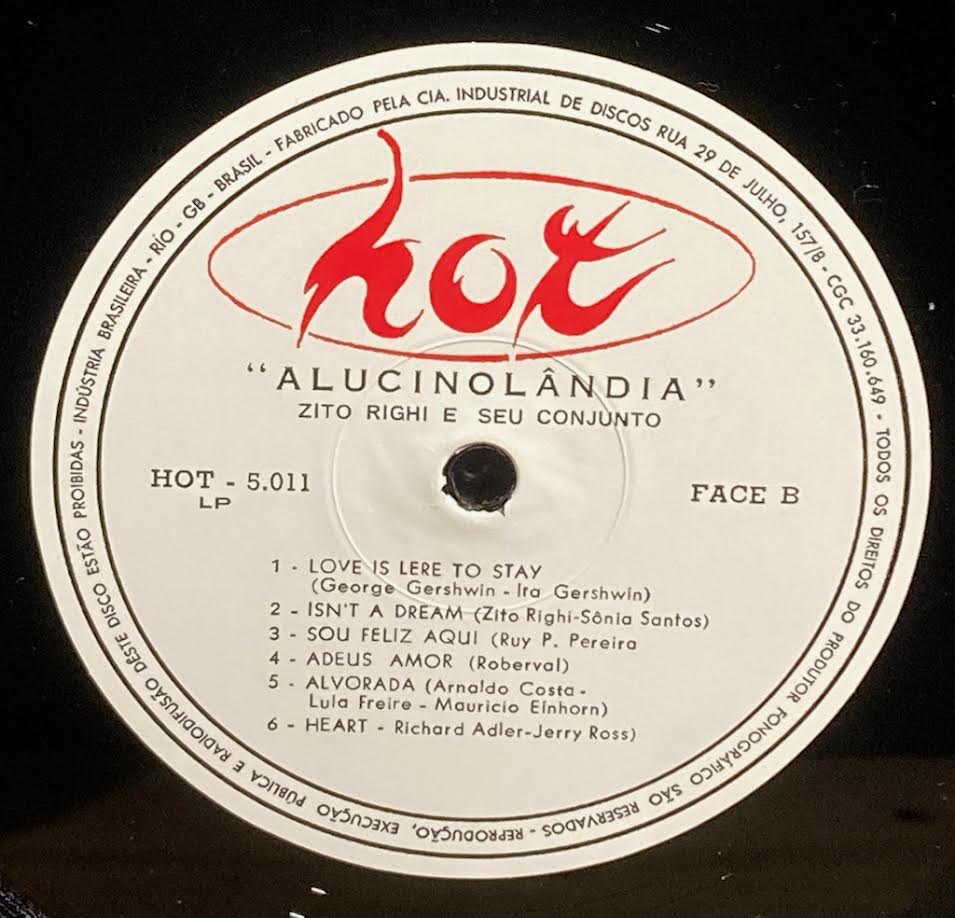 INDÚSTRIA BRASILEIRA - RÍO - GB - BRASIL - FABRICADO PELA CIA. INDUSTRIAL DE DISCOS RUA 29 DE JULHO, 157/8 - CGC 33.160.649 - TODOS OS DIREITOS DO PRODUTOR FONOGRÁFICO SÃO RESERVADOS - REPRODUÇÃO, EXECUÇÃO PÚBLICA E RADIODIFUSÃO DÊSTE DISCO ESTÃO PROIBIDAS -
hot
“ALUCINOLÂNDIA”
ZITO RIGHI E SEU CONJUNTO
HOT - 5.011
LP
FACE B
1 - LOVE IS LERE TO STAY
(George Gershwin - Ira Gershwin)
2 - ISN'T A DREAM (Zito Righi-Sônia Santos)
3 - SOU FELIZ AQUI (Ruy P. Pereira
4 - ADEUS AMOR (Roberval)
5 - ALVORADA (Arnaldo Costa -
Lula Freire - Mauricio Einhorn)
6 - HEART - Richard Adler-Jerry Ross)